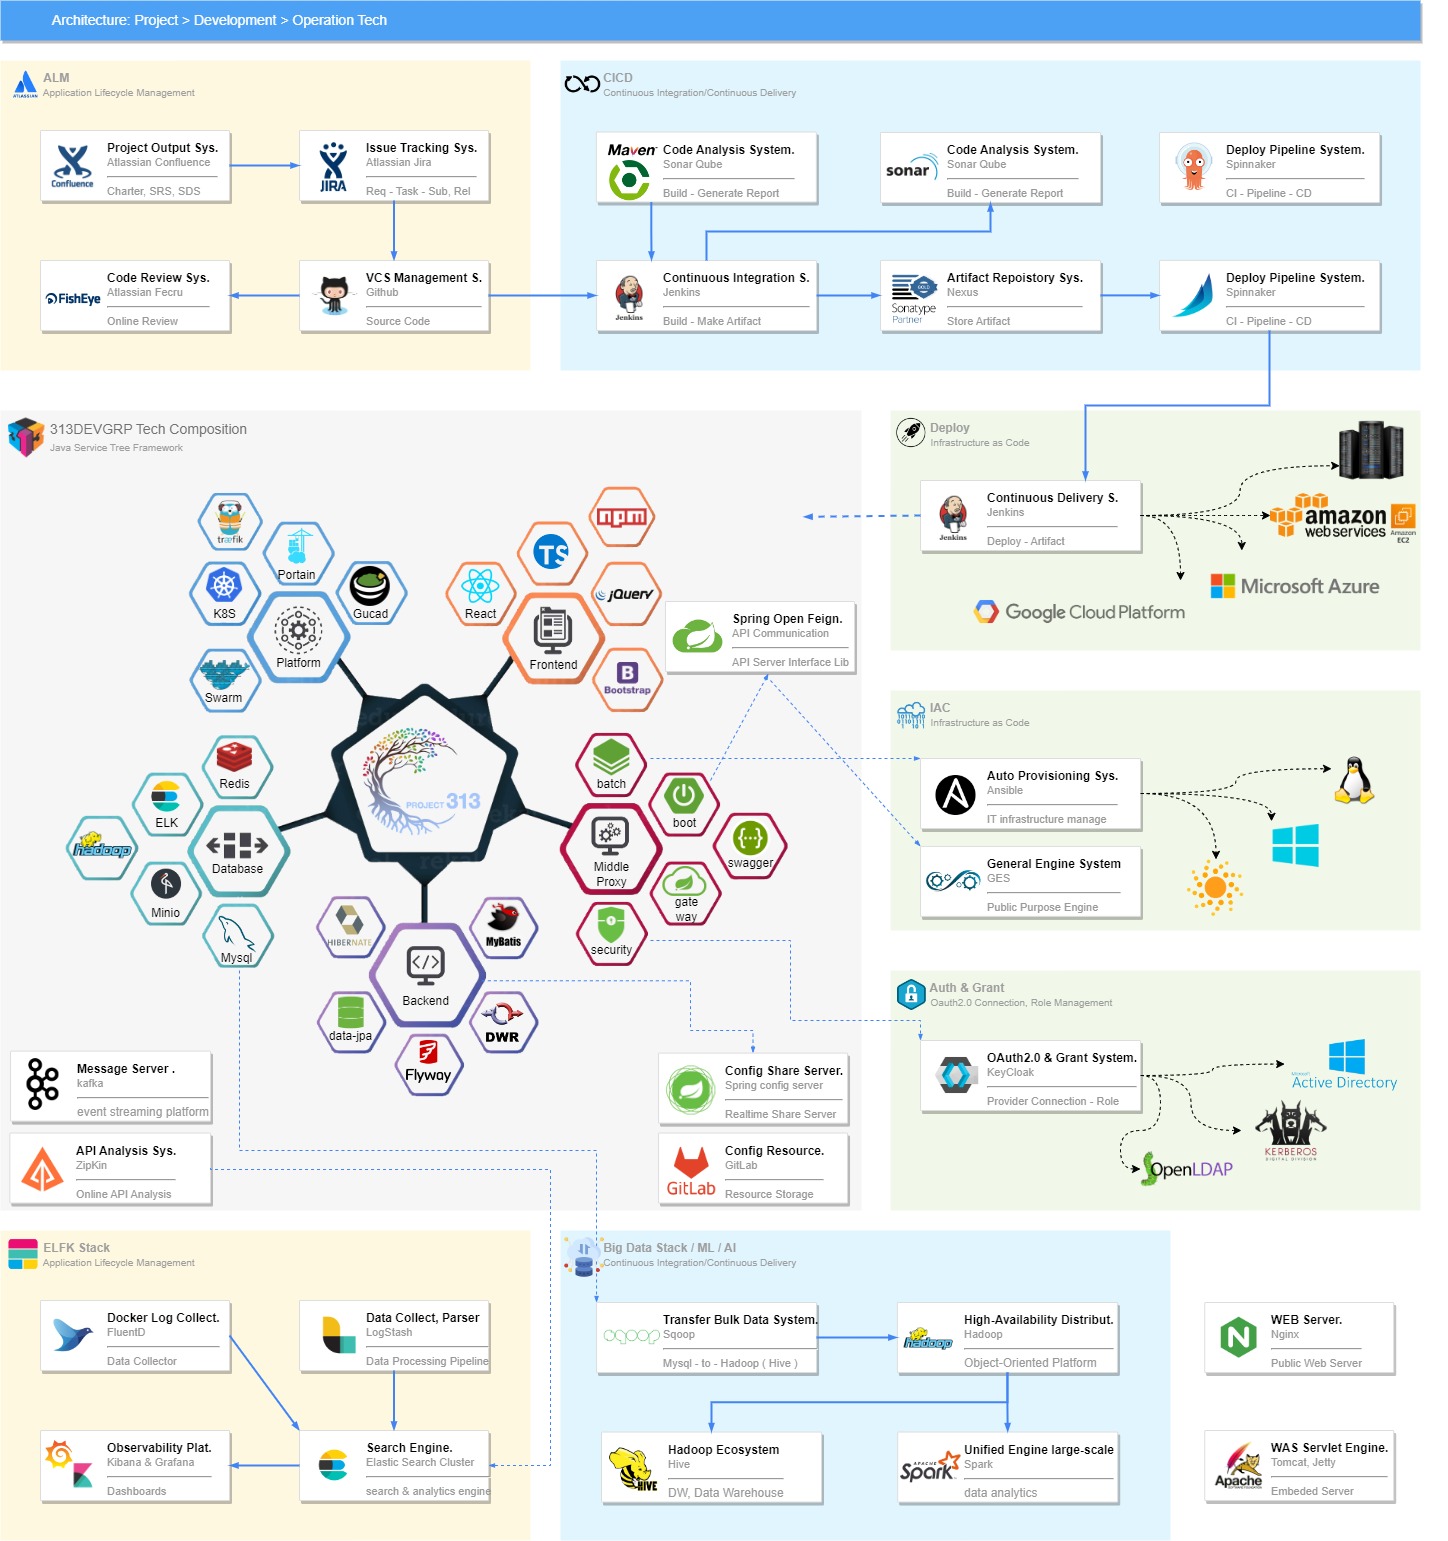 Architecture: Project > Development > Operation Tech
ATLASSIAN
ALM
Application Lifecycle Management
Confluence
Project Output Sys.
Atlassian Confluence
Charter, SRS, SDS
JIRA
Issue Tracking Sys.
Atlassian Jira
Req - Task - Sub, Rel
FishEye
Code Review Sys.
Atlassian Fecru
Online Review
VCS Management S.
Github
Source Code
CICD
Continuous Integration/Continuous Delivery
Maven
Code Analysis System.
Sonar Qube
Build - Generate Report
sonar
Code Analysis System.
Sonar Qube
Build - Generate Report
Deploy Pipeline System.
Spinnaker
CI - Pipeline - CD
Jenkins
Continuous Integration S.
Jenkins
Build - Make Artifact
Sonatype
Partner
Artifact Repoistory Sys.
Nexus
Store Artifact
Deploy Pipeline System.
Spinnaker
CI - Pipeline - CD
313DEVGRP Tech Composition
Java Service Tree Framework
træfik
Portain
K8S
Gucad
Platform
Swarm
npm
TS
React
jQuery
Frontend
Bootstrap
Spring Open Feign.
API Communication
API Server Interface Lib
PROJECT 313
Redis
ELK
hadoop
Database
Minio
Mysql
batch
boot
Middle
Proxy
swagger
gate
way
security
HIBERNATE
MyBatis
Backend
data-jpa
DWR
Flyway
Message Server .
kafka
event streaming platform
API Analysis Sys.
ZipKin
Online API Analysis
Config Share Server.
Spring config server
Realtime Share Server
GitLab
Config Resource.
GitLab
Resource Storage
Deploy
Infrastructure as Code
Jenkins
Continuous Delivery S.
Jenkins
Deploy - Artifact
amazon
webservices
Amazon
EC2
Microsoft Azure
Google Cloud Platform
IAC
Infrastructure as Code
Auto Provisioning Sys.
Ansible
IT infrastructure manage
General Engine System
GES
Public Purpose Engine
Auth & Grant
Oauth2.0 Connection, Role Management
OAuth2.0 & Grant System.
KeyCloak
Provider Connection - Role
Microsoft
Active Directory
KERBEROS
DIGITAL DIVISION
OpenLDAP
ELFK Stack
Application Lifecycle Management
Docker Log Collect.
FluentD
Data Collector
Data Collect, Parser
LogStash
Data Processing Pipeline
Observability Plat.
Kibana & Grafana
Dashboards
Search Engine.
Elastic Search Cluster
search & analytics engine
Big Data Stack / ML / AI
Continuous Integration/Continuous Delivery
sqoop
Transfer Bulk Data System.
Sqoop
Mysql - to - Hadoop ( Hive )
hadoop
High-Availability Distribut.
Hadoop
Object-Oriented Platform
HIVE
Hadoop Ecosystem
Hive
DW, Data Warehouse
APACHE
Spark
Unified Engine large-scale
Spark
data analytics
N
WEB Server.
Nginx
Public Web Server
Apache
WAS Servlet Engine.
Tomcat, Jetty
Embeded Server